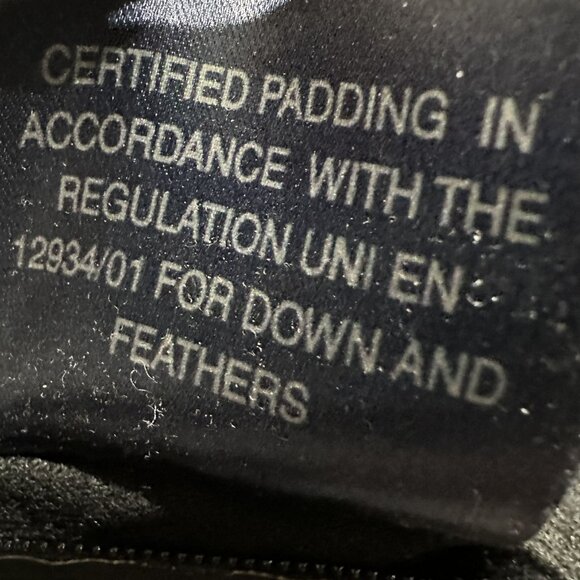 CERTIFIED PADDING IN
ACCORDANCE WITH THE
REGULATION UNI EN
12934/01 FOR DOWN AND
FEATHERS